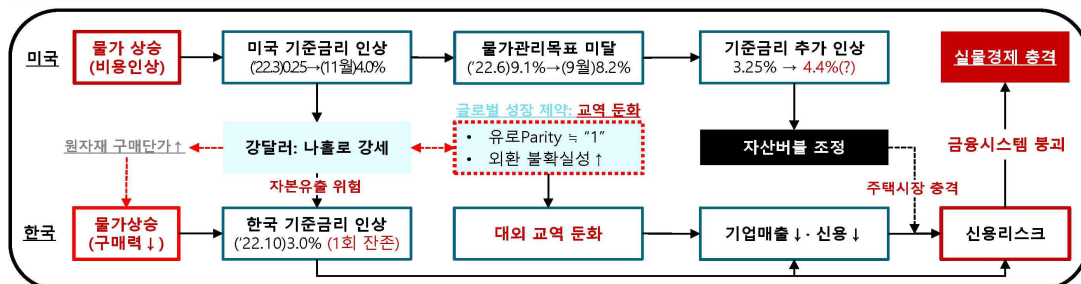 미국
물가 상승
(비용인상)
미국 기준금리 인상
('22.3)0.25→(11월)4.0%
물가관리목표 미달
('22.6)9.1%→(9월)8.2%
기준금리 추가 인상
3.25% → 4.4%(?)
실물경제 충격
글로벌 성장 제약: 교역 둔화
• 유로Parity ≒ "1"
• 외환 불확실성 ↑
원자재 구매단가↑
강달러: 나홀로 강세
자산버블 조정
금융시스템 붕괴
자본유출 위험
주택시장 충격
한국
물가상승
(구매력↓)
한국 기준금리 인상
('22.10)3.0% (1회 잔존)
대외 교역 둔화
기업매출↓· 신용↓
신용리스크